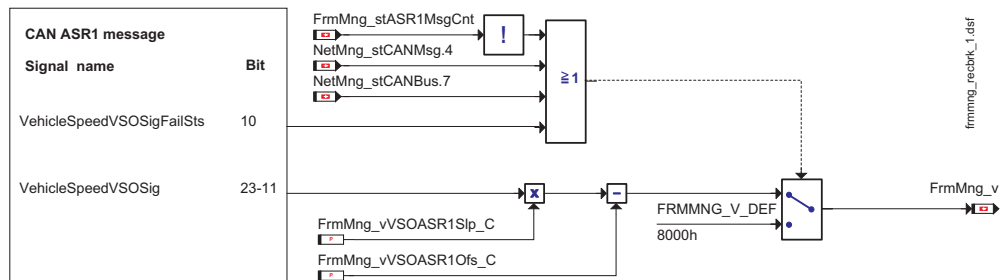 CAN ASR1 message
Signal name Bit
VehicleSpeedVSOSigFailSts 10
VehicleSpeedVSOSig 23-11
FrmMng_stASR1MsgCnt
!
NetMng_stCANMsg.4
NetMng_stCANBus.7
≧1
x
-
FrmMng_vVSOASR1Slp_C
P
FrmMng_vVSOASR1Ofs_C
P
FRMMNG_V_DEF
8000h
FrmMng_v
frmmng_recbrk_1.dsf